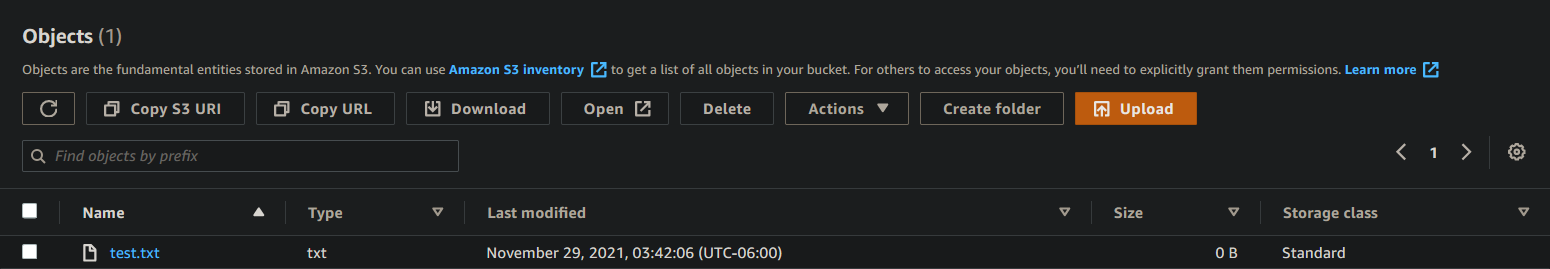 Objects (1)
Objects are the fundamental entities stored in Amazon S3. You can use Amazon S3 inventory to get a list of all objects in your bucket. For others to access your objects, you’ll need to explicitly grant them permissions. Learn more
Copy S3 URI Copy URL Download Open Delete Actions Create folder Upload
Find objects by prefix 1
Name Type Last modified Size Storage class
test.txt txt November 29, 2021, 03:42:06 (UTC-06:00) 0 B Standard